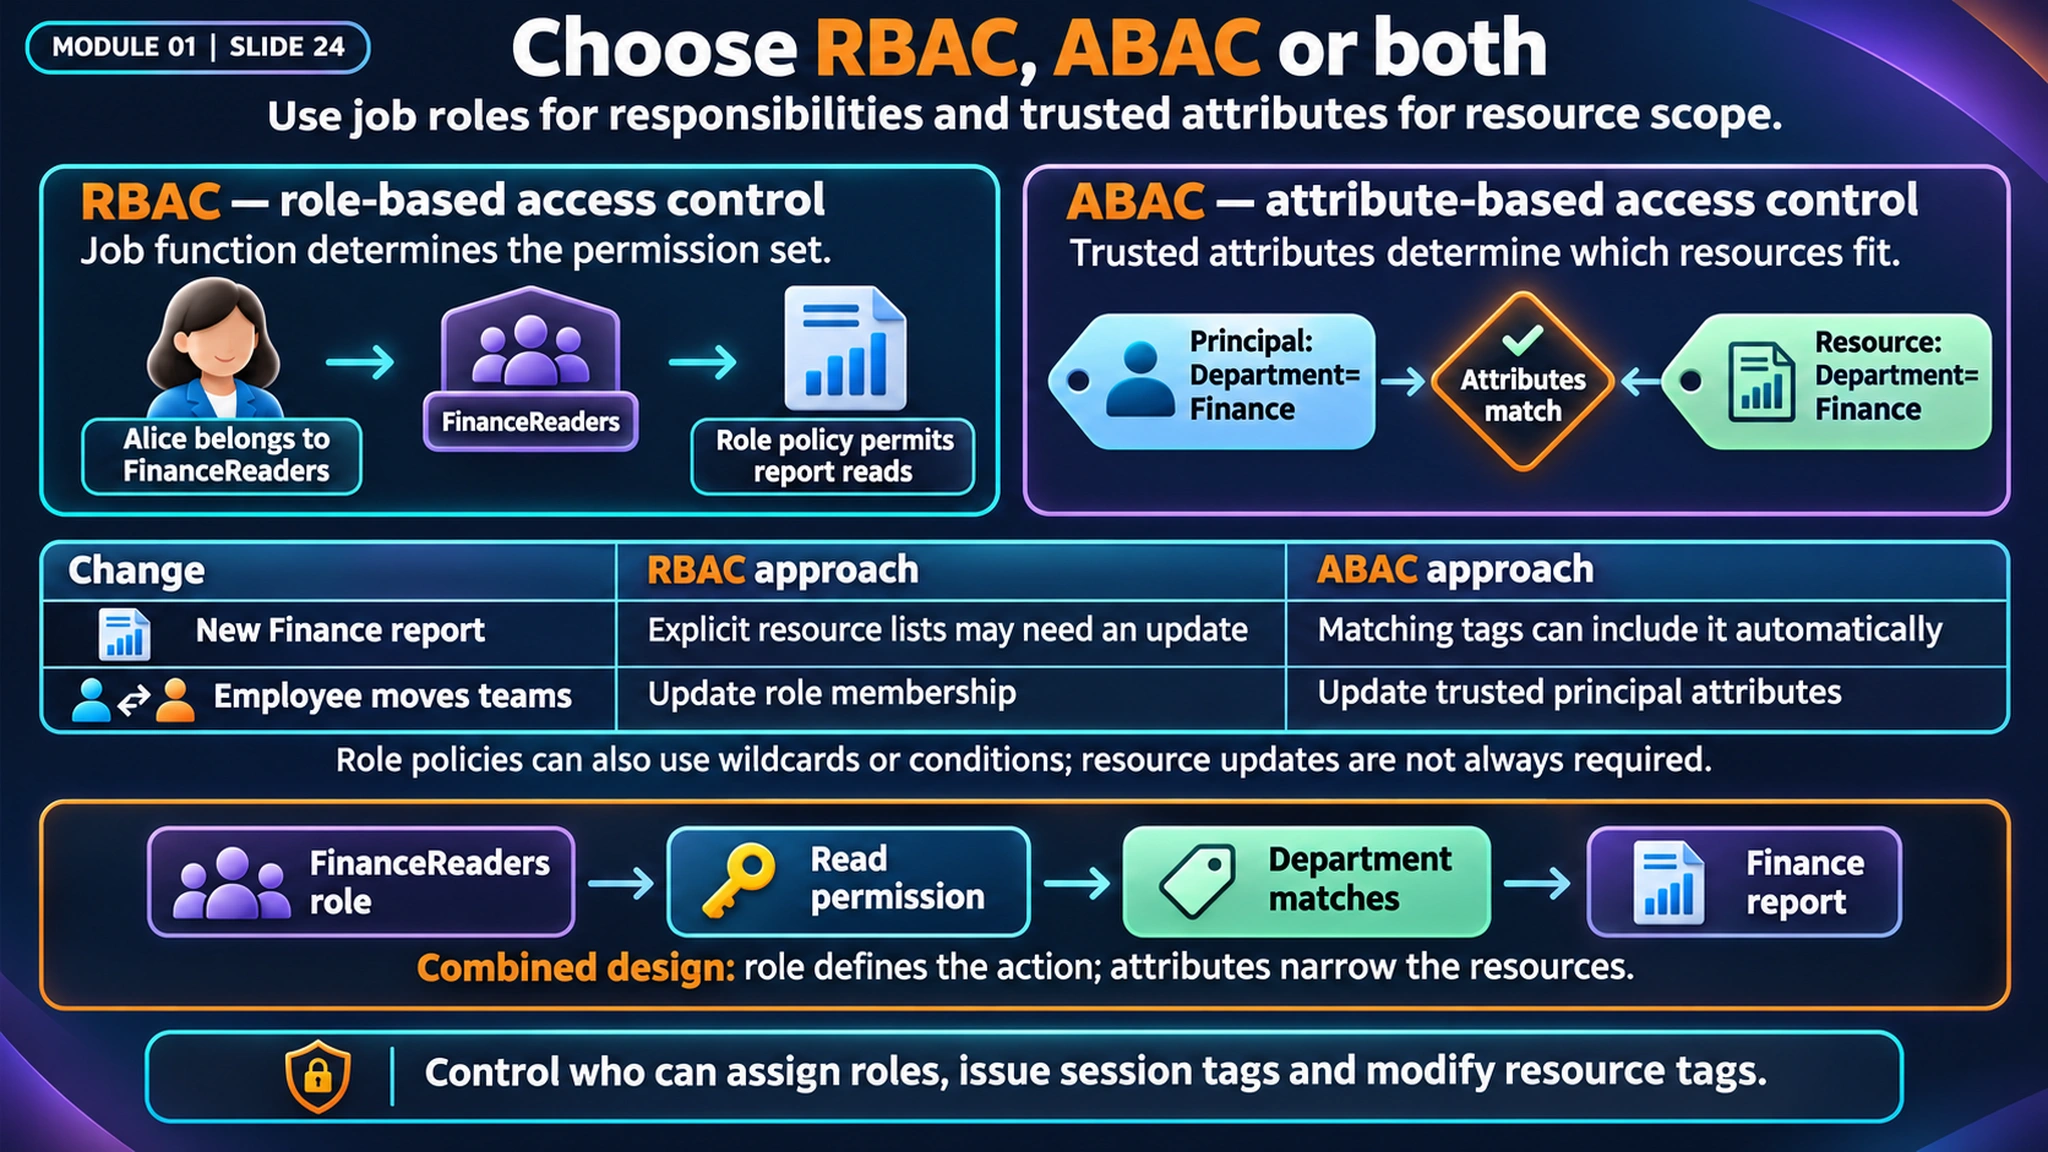 MODULE 01 | SLIDE 24
Choose RBAC, ABAC or both
Use job roles for responsibilities and trusted attributes for resource scope.
RBAC — role-based access control
Job function determines the permission set.
Alice belongs to
FinanceReaders
FinanceReaders
Role policy permits
report reads
ABAC — attribute-based access control
Trusted attributes determine which resources fit.
Principal:
Department=
Finance
Attributes
match
Resource:
Department=
Finance
Change
RBAC approach
ABAC approach
New Finance report
Explicit resource lists may need an update
Matching tags can include it automatically
Employee moves teams
Update role membership
Update trusted principal attributes
Role policies can also use wildcards or conditions; resource updates are not always required.
FinanceReaders
role
Read
permission
Department
matches
Finance
report
Combined design: role defines the action; attributes narrow the resources.
Control who can assign roles, issue session tags and modify resource tags.